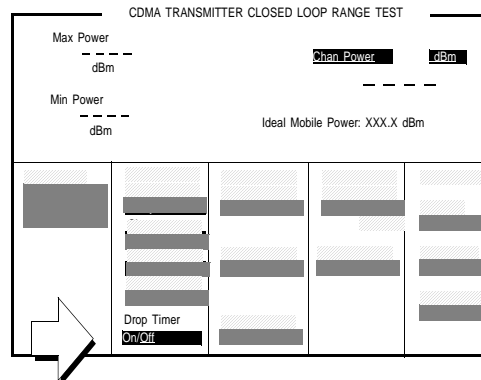 CDMA TRANSMITTER CLOSED LOOP RANGE TEST
Max Power
dBm
Chan Power dBm
Min Power
dBm
Ideal Mobile Power: XXX.X dBm
Drop Timer
On/Off